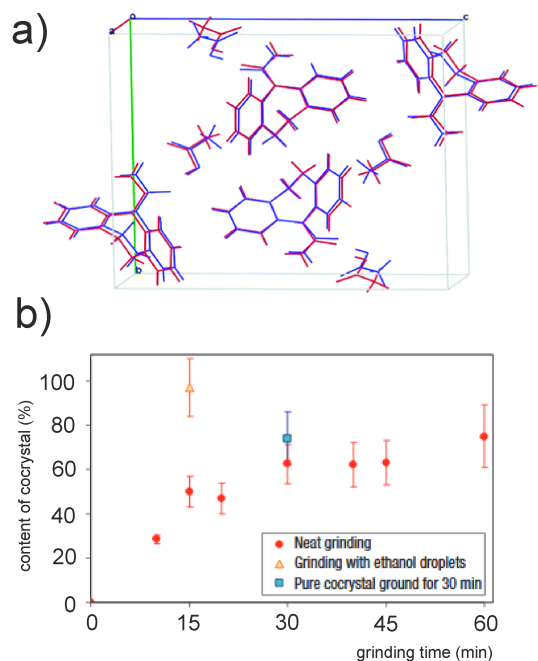 a)
o
c
a
b
b)
content of cocrystal (%)
100
80
60
40
20
0
Neat grinding
Grinding with ethanol droplets
Pure cocrystal ground for 30 min
0 15 30 45 60
grinding time (min)